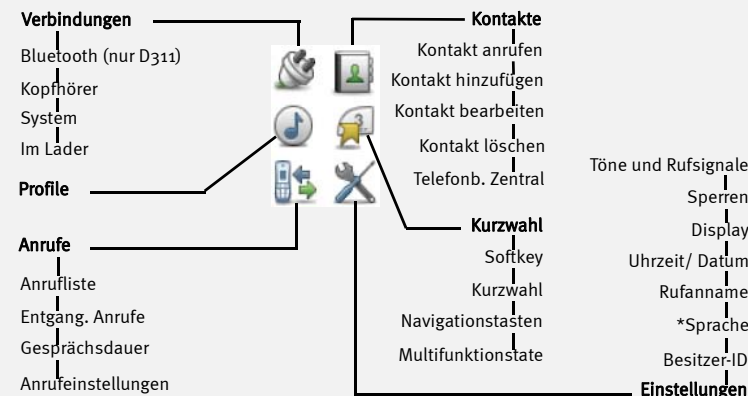 Verbindungen
Bluetooth (nur D311)
Kopfhörer
System
Im Lader
Profile
Anrufe
Anrufliste
Entgang. Anrufe
Gesprächsdauer
Anrufeinstellungen
3
Kontakte
Kontakt anrufen
Kontakt hinzufügen
Kontakt bearbeiten
Kontakt löschen
Telefonb. Zentral
Kurzwahl
Softkey
Kurzwahl
Navigationstasten
Multifunktionstate
Töne und Rufsignale
Sperren
Display
Uhrzeit/ Datum
Rufanname
*Sprache
Besitzer-ID
Einstellungen